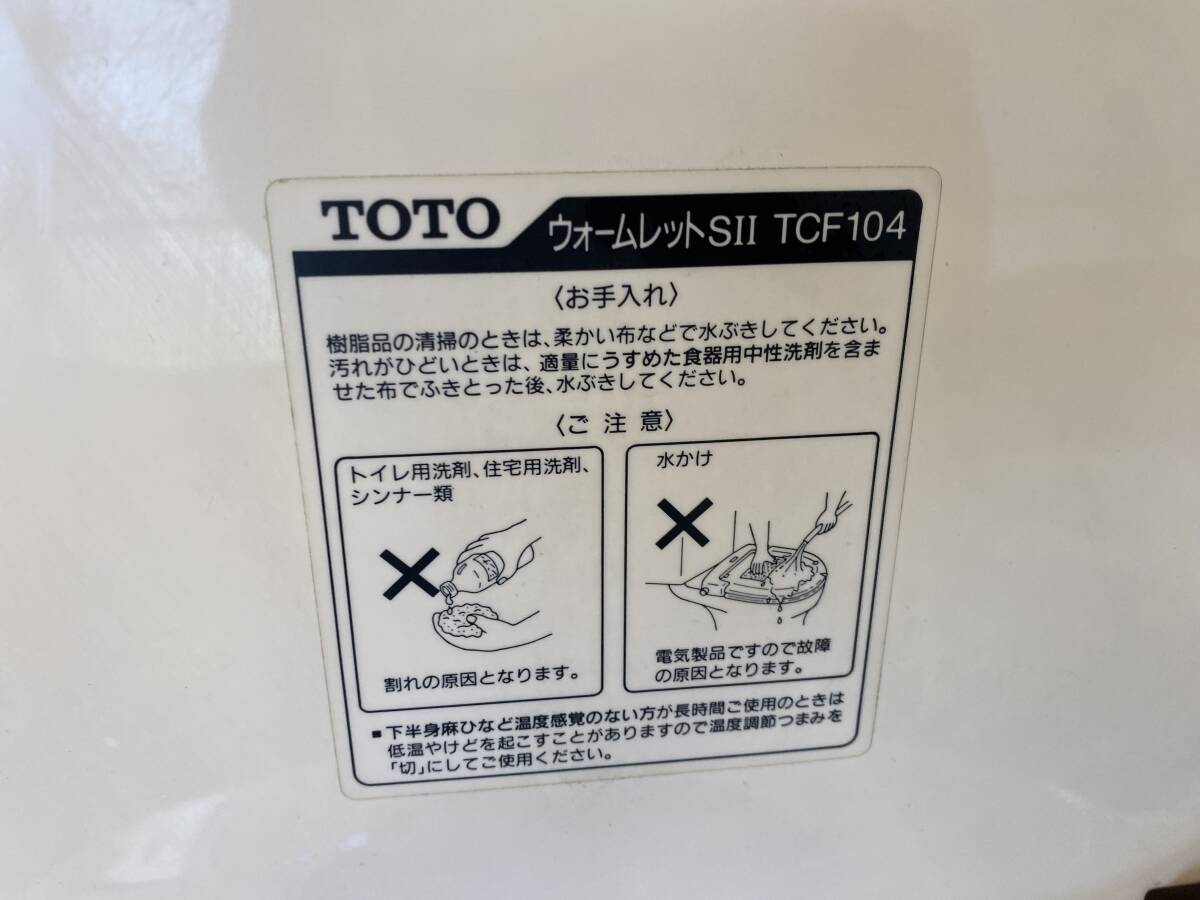 TOTO ウォームレットSII TCF104
〈お手入れ〉
樹脂品の清掃のときは、柔かい布などで水ぶきしてください。
汚れがひどいときは、適量にうすめた食器用中性洗剤を含ま
せた布でふきとった後、水ぶきしてください。
〈ご注意〉
トイレ用洗剤、住宅用洗剤、
シンナー類
割れの原因となります。
水かけ
電気製品ですので故障
の原因となります。
■下半身麻ひなど温度感覚のない方が長時間ご使用のときは
低温やけどを起こすことがありますので温度調節つまみを
「切」にしてご使用ください。